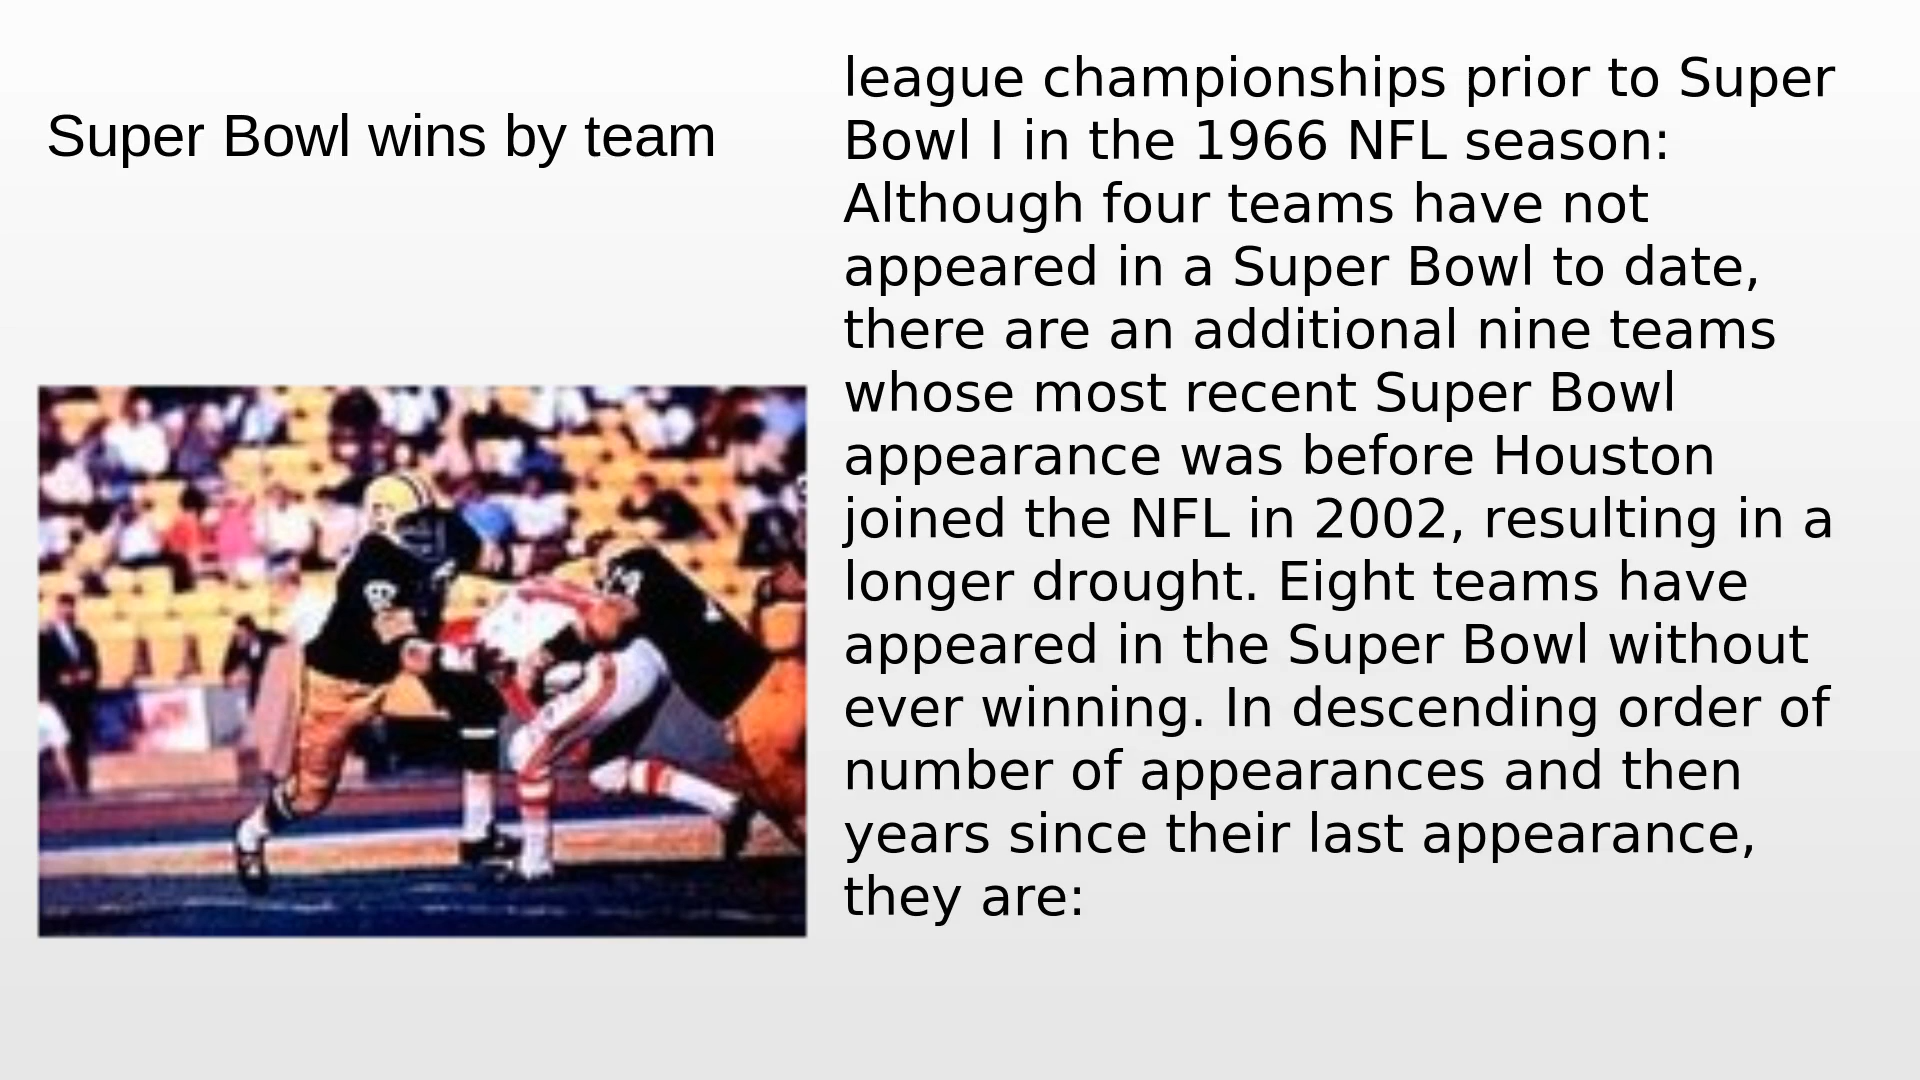 Super Bowl wins by team
league championships prior to Super
Bowl I in the 1966 NFL season:
Although four teams have not
appeared in a Super Bowl to date,
there are an additional nine teams
whose most recent Super Bowl
appearance was before Houston
joined the NFL in 2002, resulting in a
longer drought. Eight teams have
appeared in the Super Bowl without
ever winning. In descending order of
number of appearances and then
years since their last appearance,
they are: